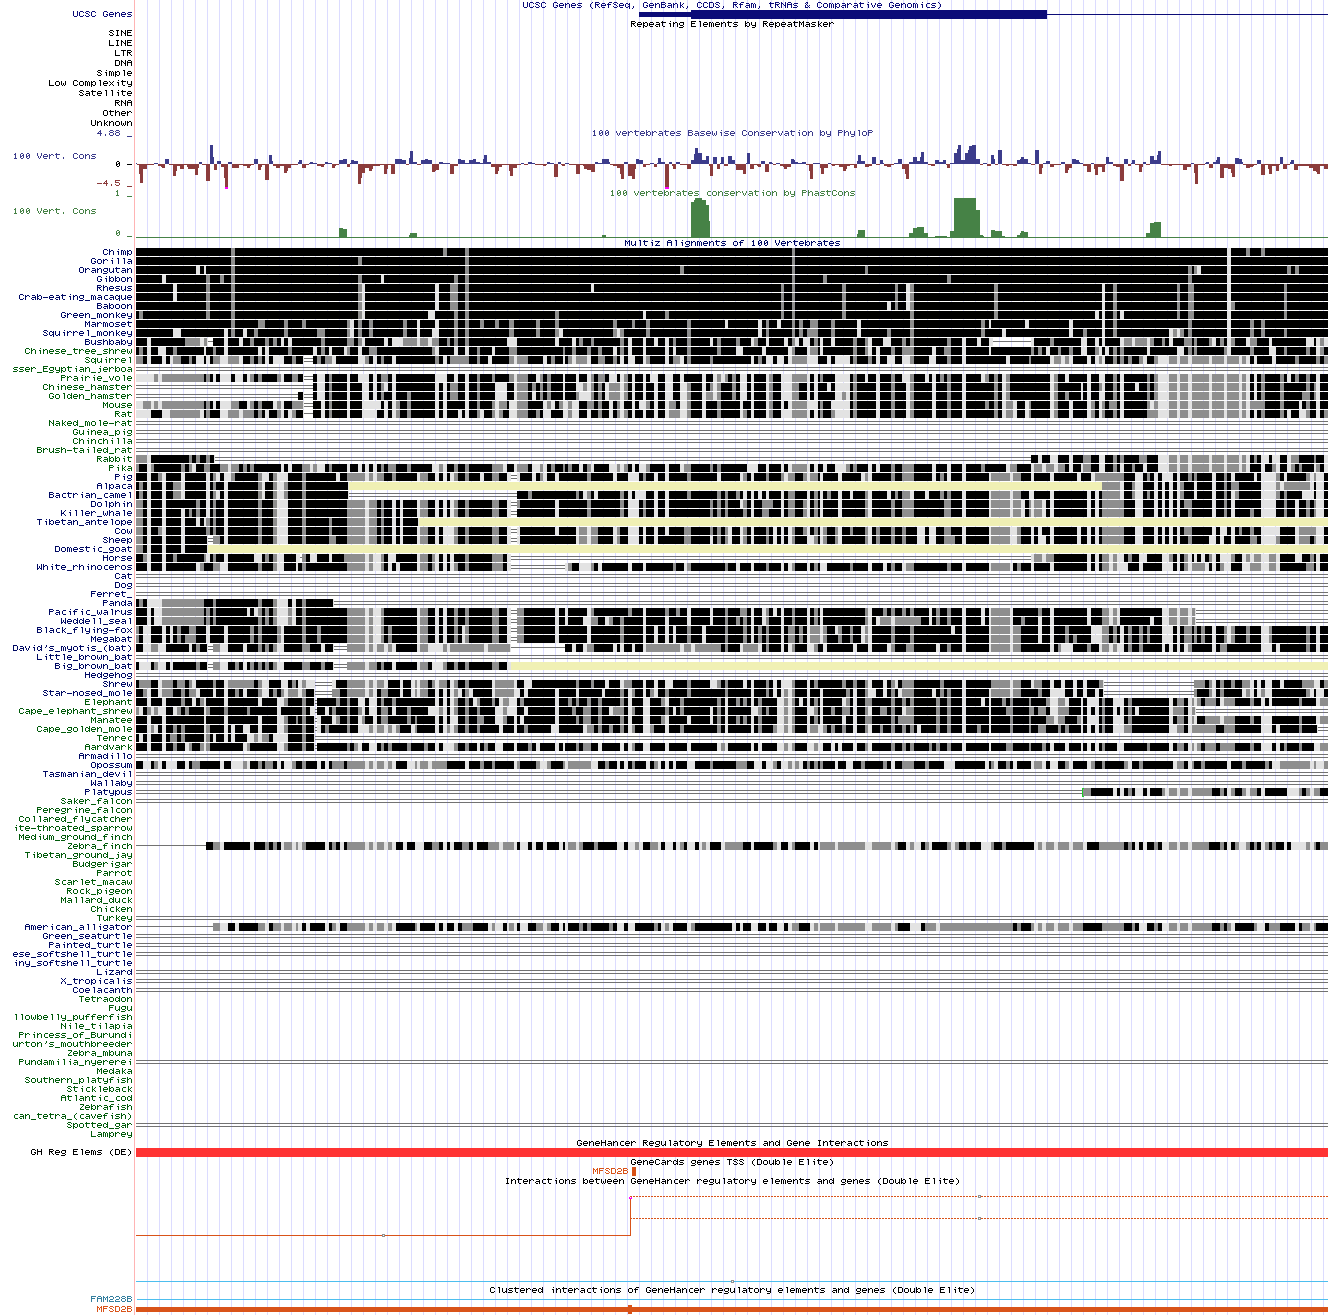 UCSC Genes (RefSeq, GenBank, CCDS, Rfam, tRNAs & Comparative Genomics)
UCSC Genes
Repeating Elements by RepeatMasker
SINE
LINE
LTR
DNA
Simple
Low Complexity
Satellite
RNA
Other
Unknown
100 vertebrates Basewise Conservation by PhyloP
4.88 _
100 Vert. Cons
0 _
-4.5 _
100 vertebrates conservation by PhastCons
1 _
100 Vert. Cons
0 _
Multiz Alignments of 100 Vertebrates
Chimp
Gorilla
Orangutan
Gibbon
Rhesus
Crab-eating_macaque
Baboon
Green_monkey
Marmoset
Squirrel_monkey
Bushbaby
Chinese_tree_shrew
Squirrel
sser_Egyptian_jerboa
Prairie_vole
Chinese_hamster
Golden_hamster
Mouse
Rat
Naked_mole-rat
Guinea_pig
Chinchilla
Brush-tailed_rat
Rabbit
Pika
Pig
Alpaca
Bactrian_camel
Dolphin
Killer_whale
Tibetan_antelope
Cow
Sheep
Domestic_goat
Horse
White_rhinoceros
Cat
Dog
Ferret_
Panda
Pacific_walrus
Weddell_seal
Black_flying-fox
Megabat
David's_myotis_(bat)
Little_brown_bat
Big_brown_bat
Hedgehog
Shrew
Star-nosed_mole
Elephant
Cape_elephant_shrew
Manatee
Cape_golden_mole
Tenrec
Aardvark
Armadillo
Opossum
Tasmanian_devil
Wallaby
Platypus
Saker_falcon
Peregrine_falcon
Collared_flycatcher
ite-throated_sparrow
Medium_ground_finch
Zebra_finch
Tibetan_ground_jay
Budgerigar
Parrot
Scarlet_macaw
Rock_pigeon
Mallard_duck
Chicken
Turkey
American_alligator
Green_seaturtle
Painted_turtle
ese_softshell_turtle
iny_softshell_turtle
Lizard
X_tropicalis
Coelacanth
Tetraodon
Fugu
llowbelly_pufferfish
Nile_tilapia
Princess_of_Burundi
urton's_mouthbreeder
Zebra_mbuna
Pundamilia_nyererei
Medaka
Southern_platyfish
Stickleback
Atlantic_cod
Zebrafish
can_tetra_(cavefish)
Spotted_gar
Lamprey
GeneHancer Regulatory Elements and Gene Interactions
GH Reg Elems (DE)
GeneCards genes TSS (Double Elite)
MFSD2B
Interactions between GeneHancer regulatory elements and genes (Double Elite)
Clustered interactions of GeneHancer regulatory elements and genes (Double Elite)
FAM228B
MFSD2B